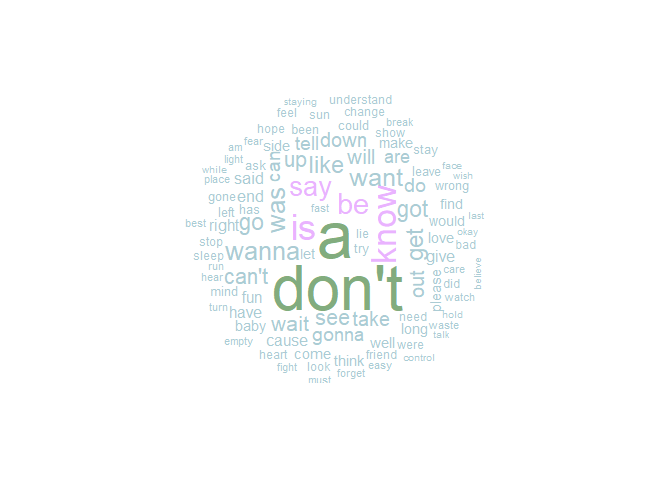 staying understand
feel sun change
hope been could break
am fear side tell down show make
light ask can up like will are stay
while
place said say want do leave face
wish
gone end was be know got wrong
left has find last
best right go is a fast would okay
stop wanna let lie try get love bad
sleep
run can't don't out give care
hear believe
mind fun please did watch
turn have wait see take need long hold
baby gonna waste
empty cause well were talk
heart come think friend control
fight look easy
forget
must